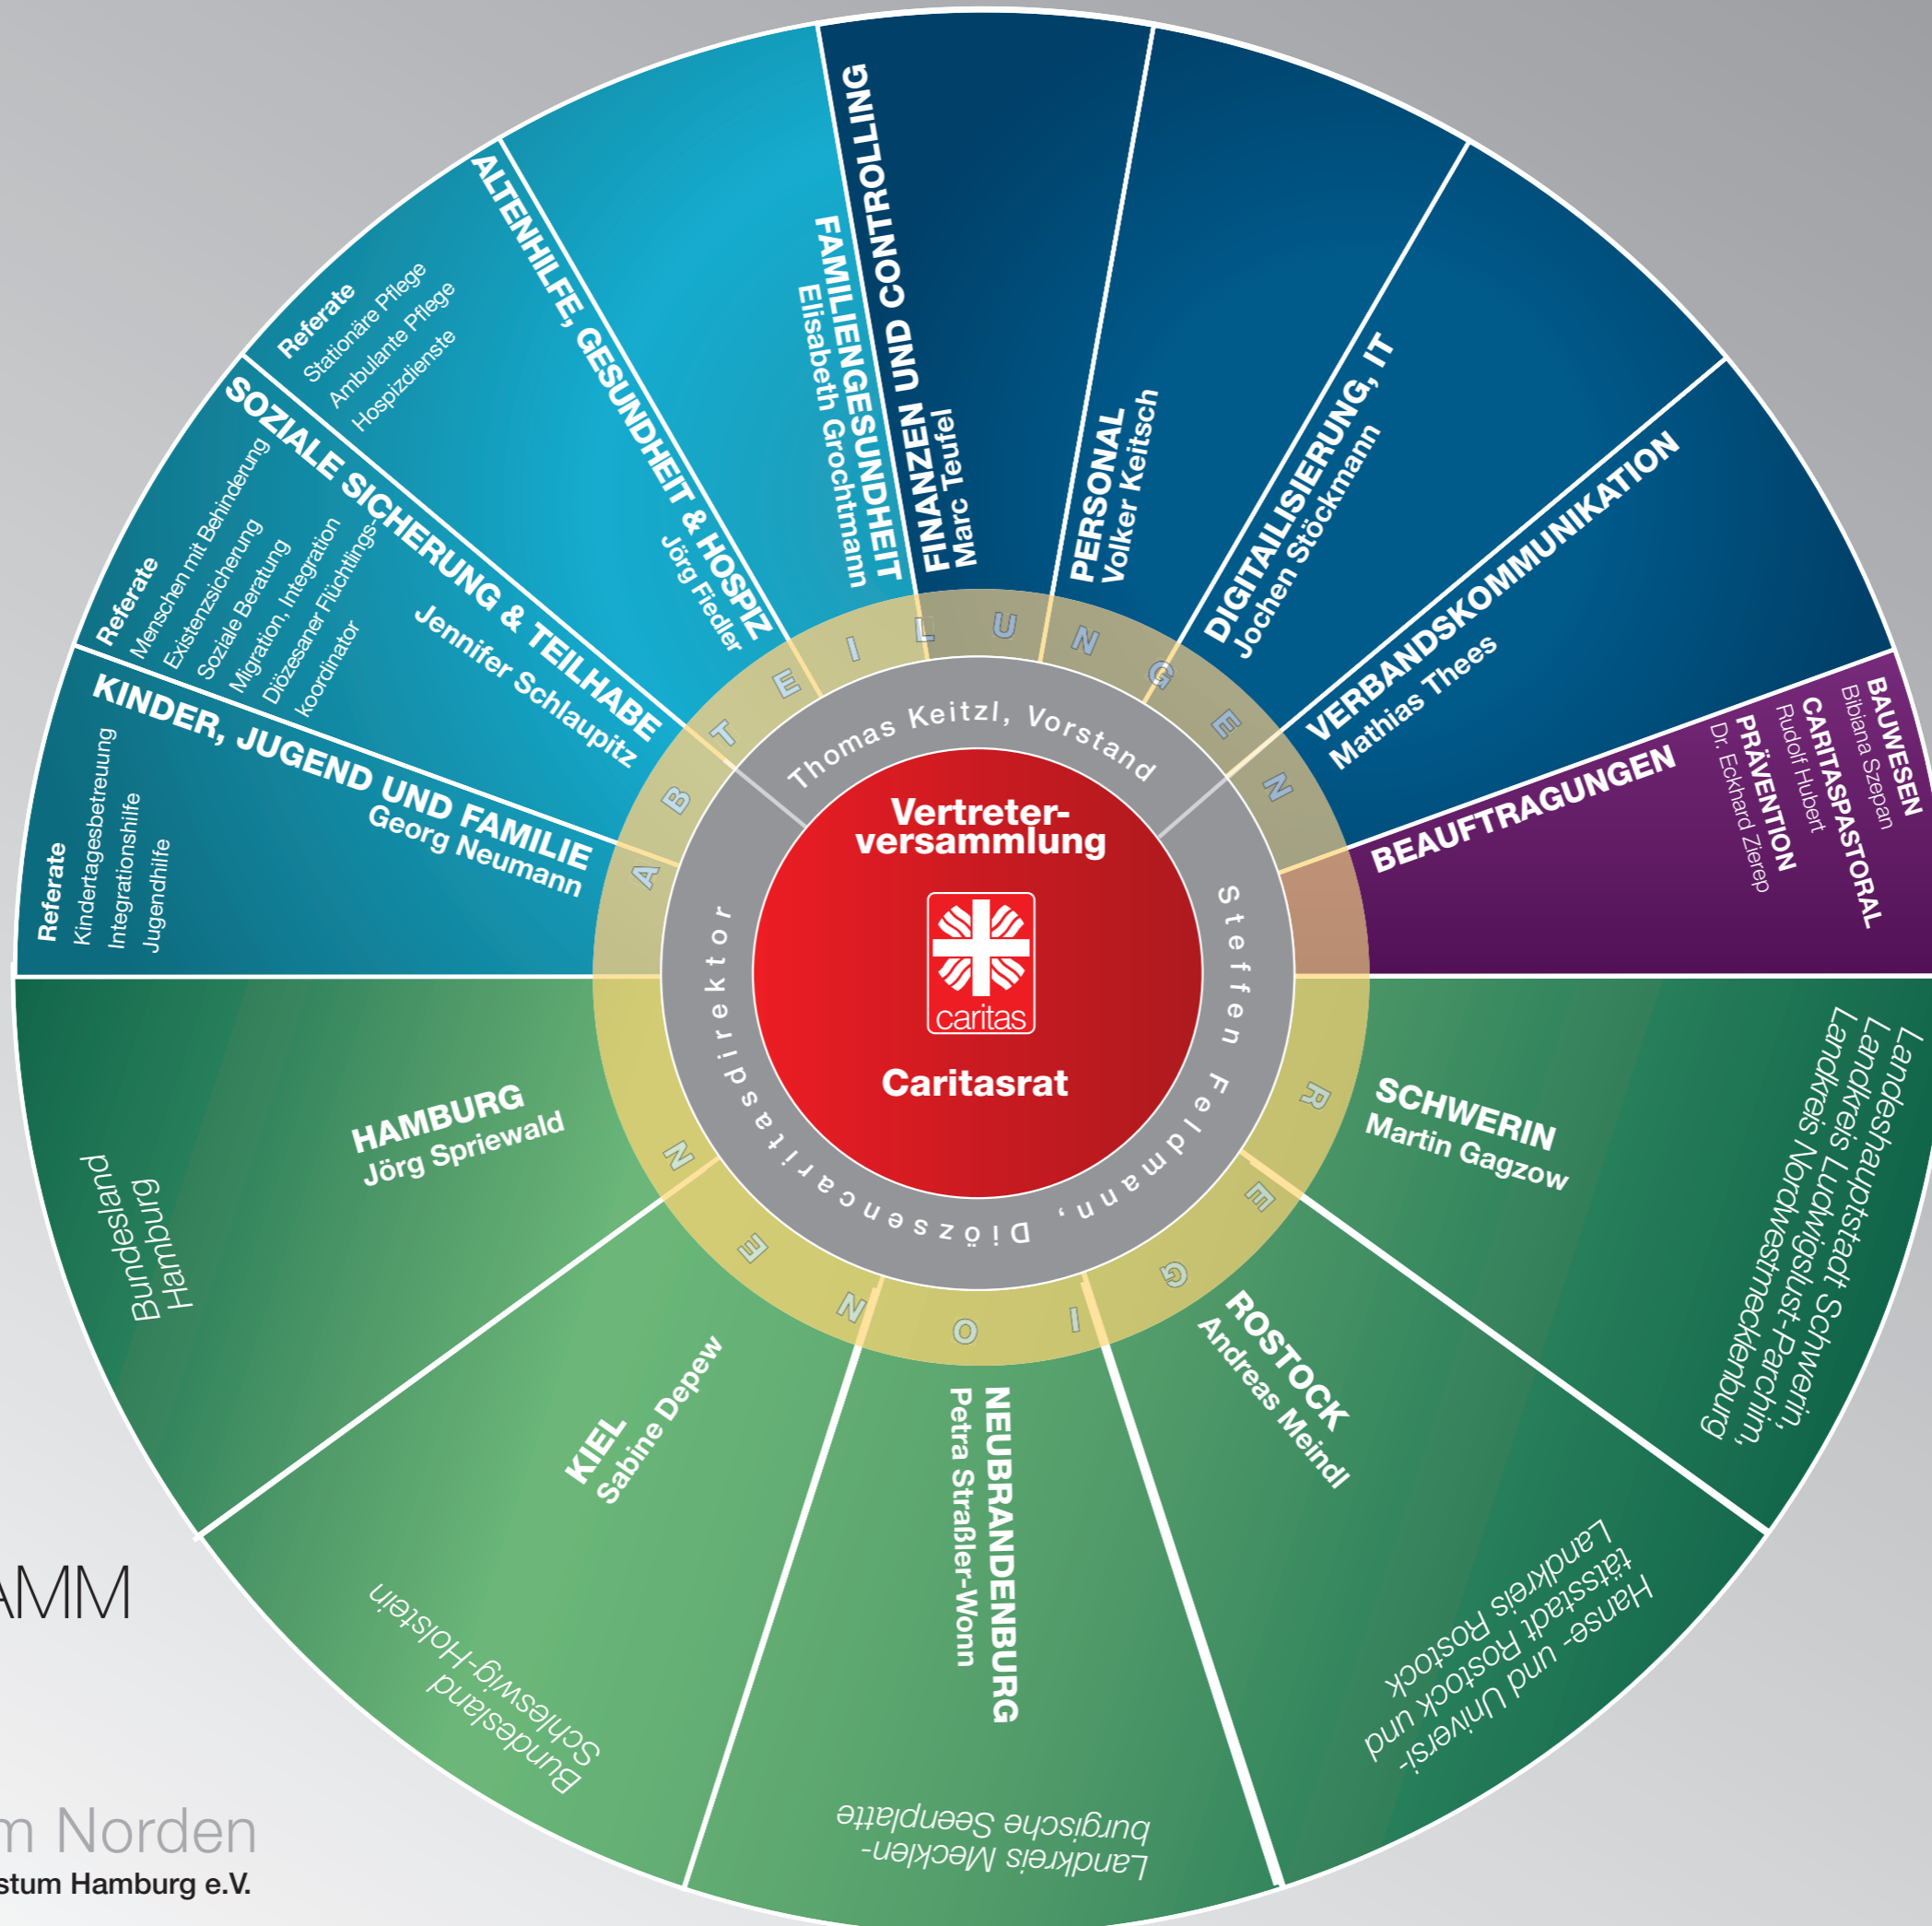 Vertreter-
versammlung
caritas
Caritasrat
Thomas Keitzl, Vorstand
Steffen Feldmann, Diözsencaritasdirektor
ABTEILUNGEN
KINDER, JUGEND UND FAMILIE
Georg Neumann
Referate
Kindertagesbetreuung
Integrationshilfe
Jugendhilfe
SOZIALE SICHERUNG & TEILHABE
Jennifer Schlaupitz
Referate
Menschen mit Behinderung
Existenzsicherung
Soziale Beratung
Migration, Integration
Diözesaner Flüchtlings-
koordinator
ALTENHILFE, GESUNDHEIT & HOSPIZ
Jörg Fiedler
Referate
Stationäre Pflege
Ambulante Pflege
Hospizdienste
FAMILIENGESUNDHEIT
Elisabeth Grochtmann
FINANZEN UND CONTROLLING
Marc Teufel
PERSONAL
Volker Keitsch
DIGITAILISIERUNG, IT
Jochen Stöckmann
VERBANDSKOMMUNIKATION
Mathias Thees
BEAUFTRAGUNGEN
BAUWESEN
Bibiana Szepan
CARITASPASTORAL
Rudolf Hubert
PRÄVENTION
Dr. Eckhard Zierep
REGIONEN
SCHWERIN
Martin Gagzow
Landeshauptstadt Schwerin,
Landkreis Ludwigslust-Parchim,
Landkreis Nordwestmecklenburg
ROSTOCK
Andreas Meindl
Hanse- und Universi-
tätsstadt Rostock und
Landkreis Rostock
NEUBRANDENBURG
Petra Straßler-Wonn
Landkreis Mecklen-
burgische Seenplatte
KIEL
Sabine Depew
Bundesland
Schleswig-Holstein
HAMBURG
Jörg Spriewald
Bundesland
Hamburg
AMM
m Norden
stum Hamburg e.V.